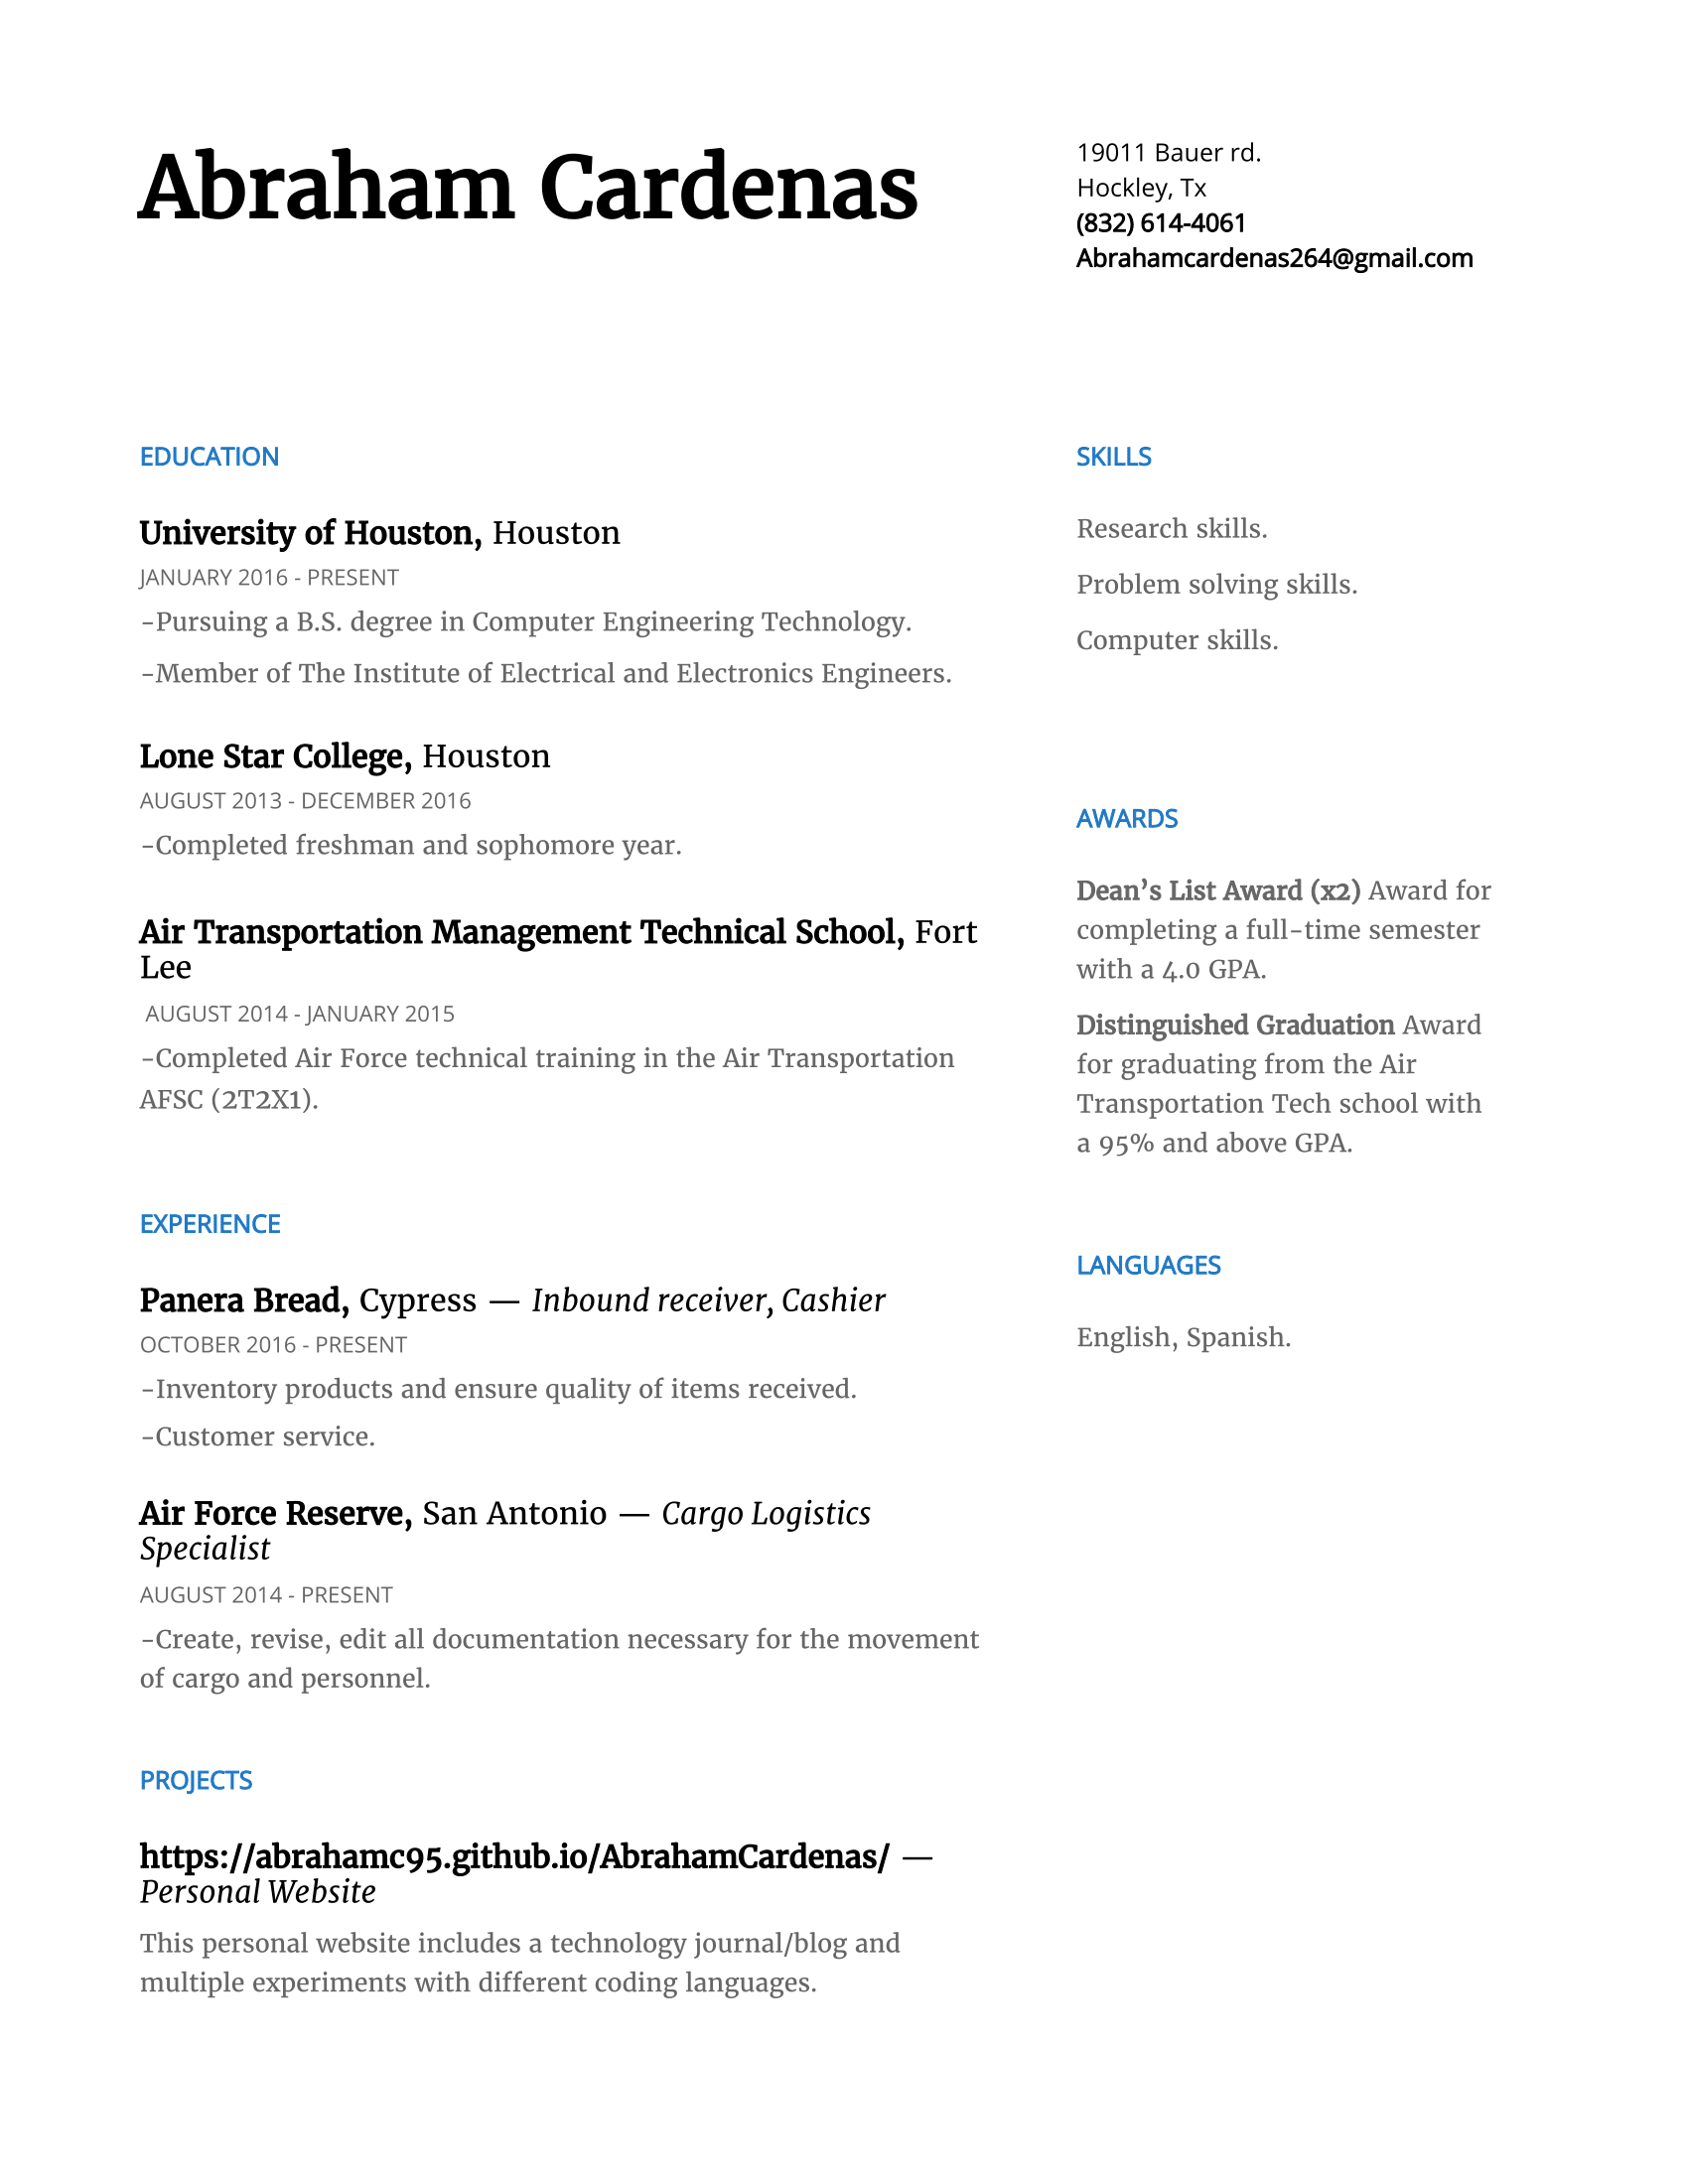 Abraham Cardenas
19011 Bauer rd.
Hockley, Tx
(832) 614-4061
Abrahamcardenas264@gmail.com
EDUCATION
University of Houston, Houston
JANUARY 2016 - PRESENT
-Pursuing a B.S. degree in Computer Engineering Technology.
-Member of The Institute of Electrical and Electronics Engineers.
Lone Star College, Houston
AUGUST 2013 - DECEMBER 2016
-Completed freshman and sophomore year.
Air Transportation Management Technical School, Fort
Lee
AUGUST 2014 - JANUARY 2015
-Completed Air Force technical training in the Air Transportation
AFSC (2T2X1).
EXPERIENCE
Panera Bread, Cypress — Inbound receiver, Cashier
OCTOBER 2016 - PRESENT
-Inventory products and ensure quality of items received.
-Customer service.
Air Force Reserve, San Antonio — Cargo Logistics
Specialist
AUGUST 2014 - PRESENT
-Create, revise, edit all documentation necessary for the movement
of cargo and personnel.
PROJECTS
https://abrahamc95.github.io/AbrahamCardenas/ —
Personal Website
This personal website includes a technology journal/blog and
multiple experiments with different coding languages.
SKILLS
Research skills.
Problem solving skills.
Computer skills.
AWARDS
Dean’s List Award (x2) Award for
completing a full-time semester
with a 4.0 GPA.
Distinguished Graduation Award
for graduating from the Air
Transportation Tech school with
a 95% and above GPA.
LANGUAGES
English, Spanish.